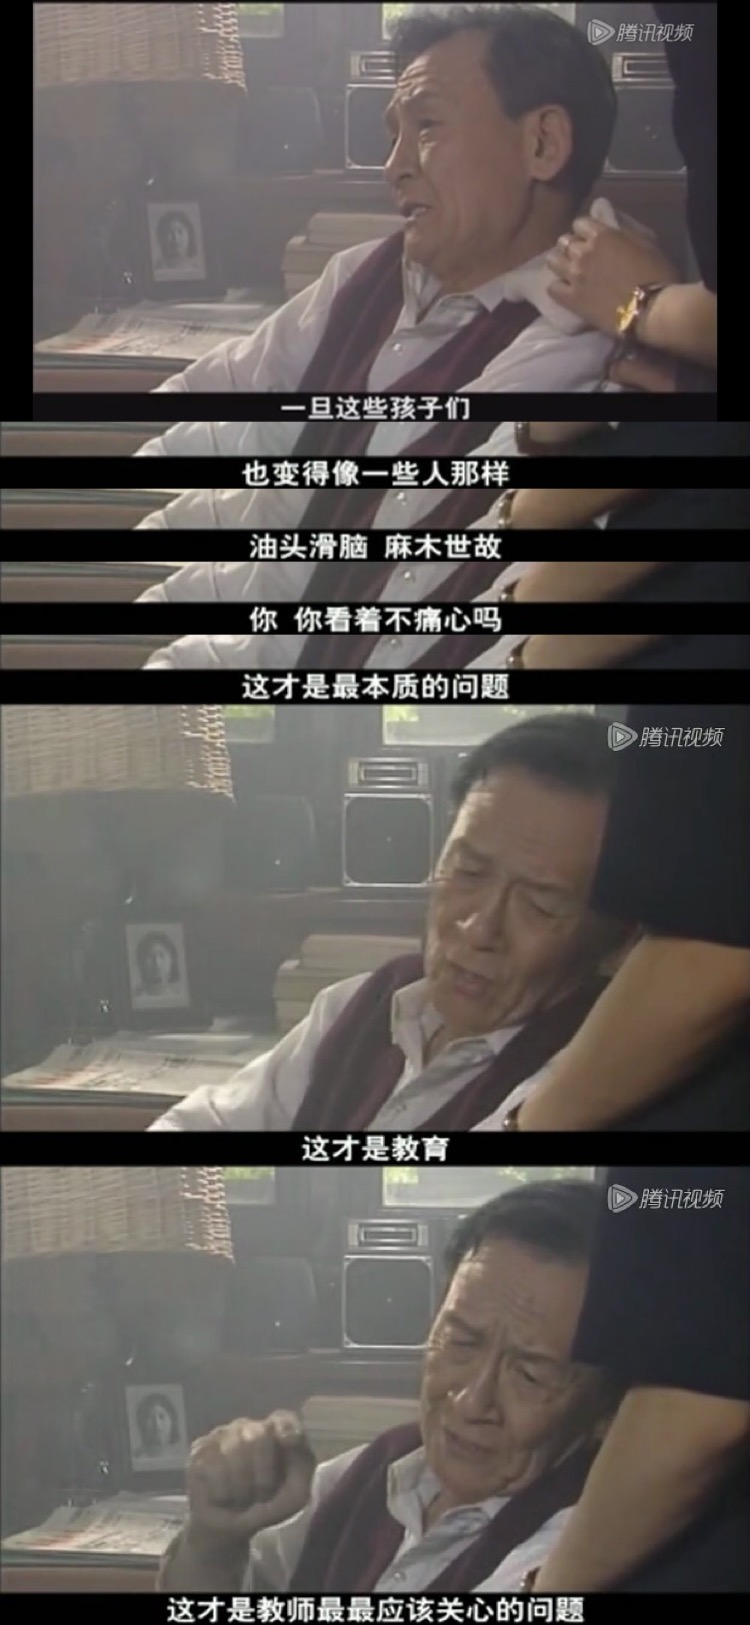 腾讯视频
一旦这些孩子们
也变得像一些人那样
油头滑脑 麻木世故
你 你看着不痛心吗
这才是最本质的问题
腾讯视频
这才是教育
腾讯视频
这才是教师最最应该关心的问题